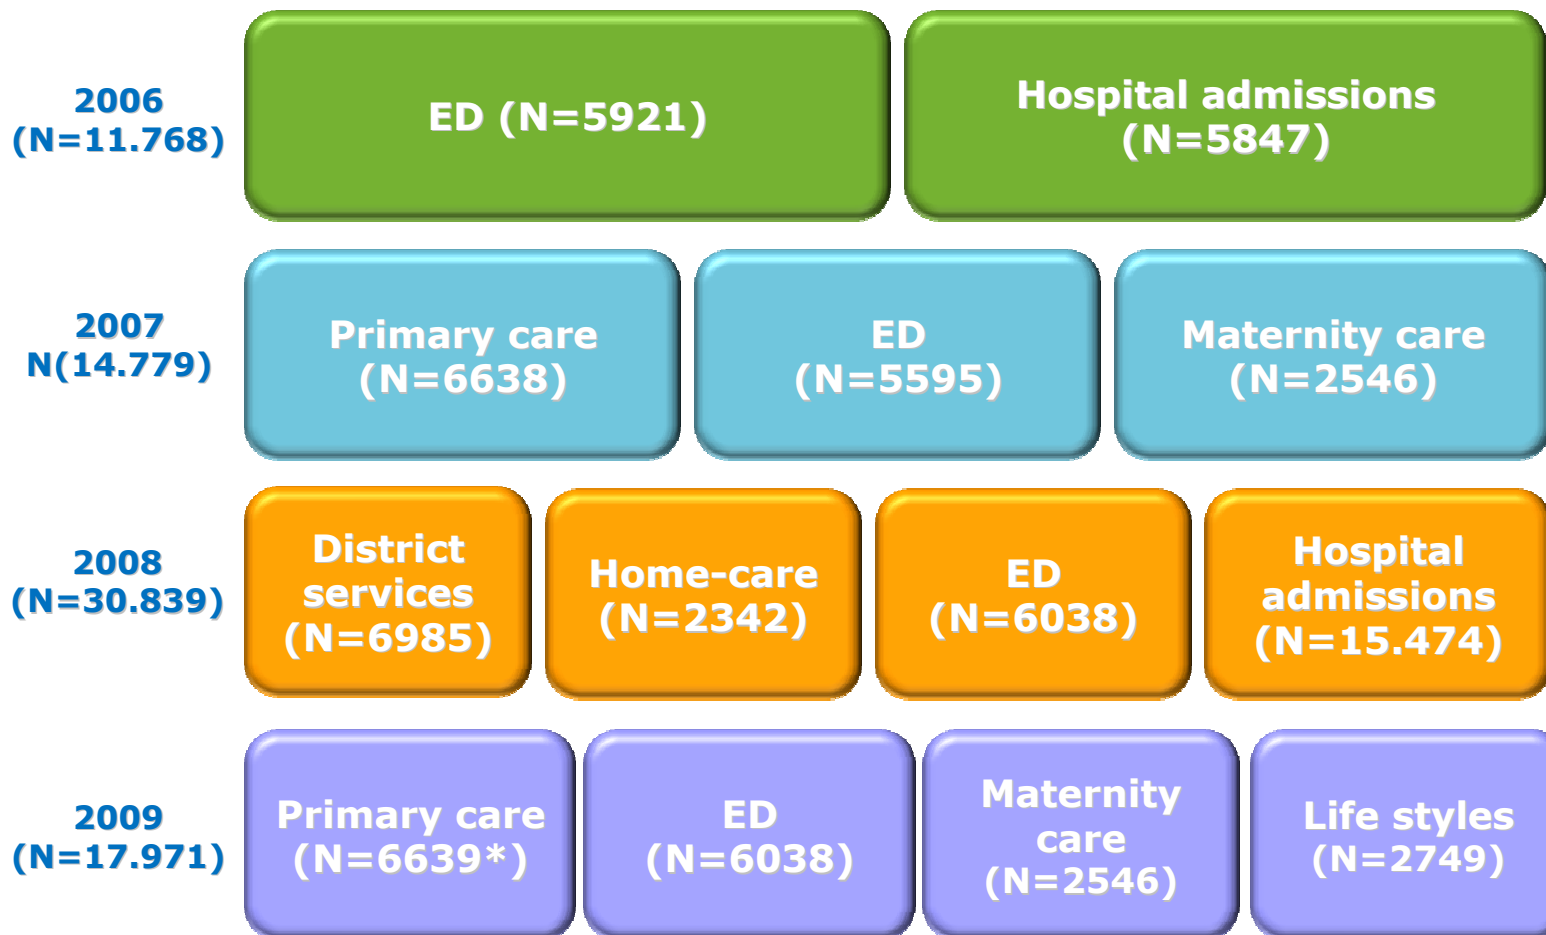 2006
(N=11.768)
ED (N=5921)
Hospital admissions
(N=5847)
2007
N(14.779)
Primary care
(N=6638)
ED
(N=5595)
Maternity care
(N=2546)
2008
(N=30.839)
District
services
(N=6985)
Home-care
(N=2342)
ED
(N=6038)
Hospital
admissions
(N=15.474)
2009
(N=17.971)
Primary care
(N=6639*)
ED
(N=6038)
Maternity
care
(N=2546)
Life styles
(N=2749)